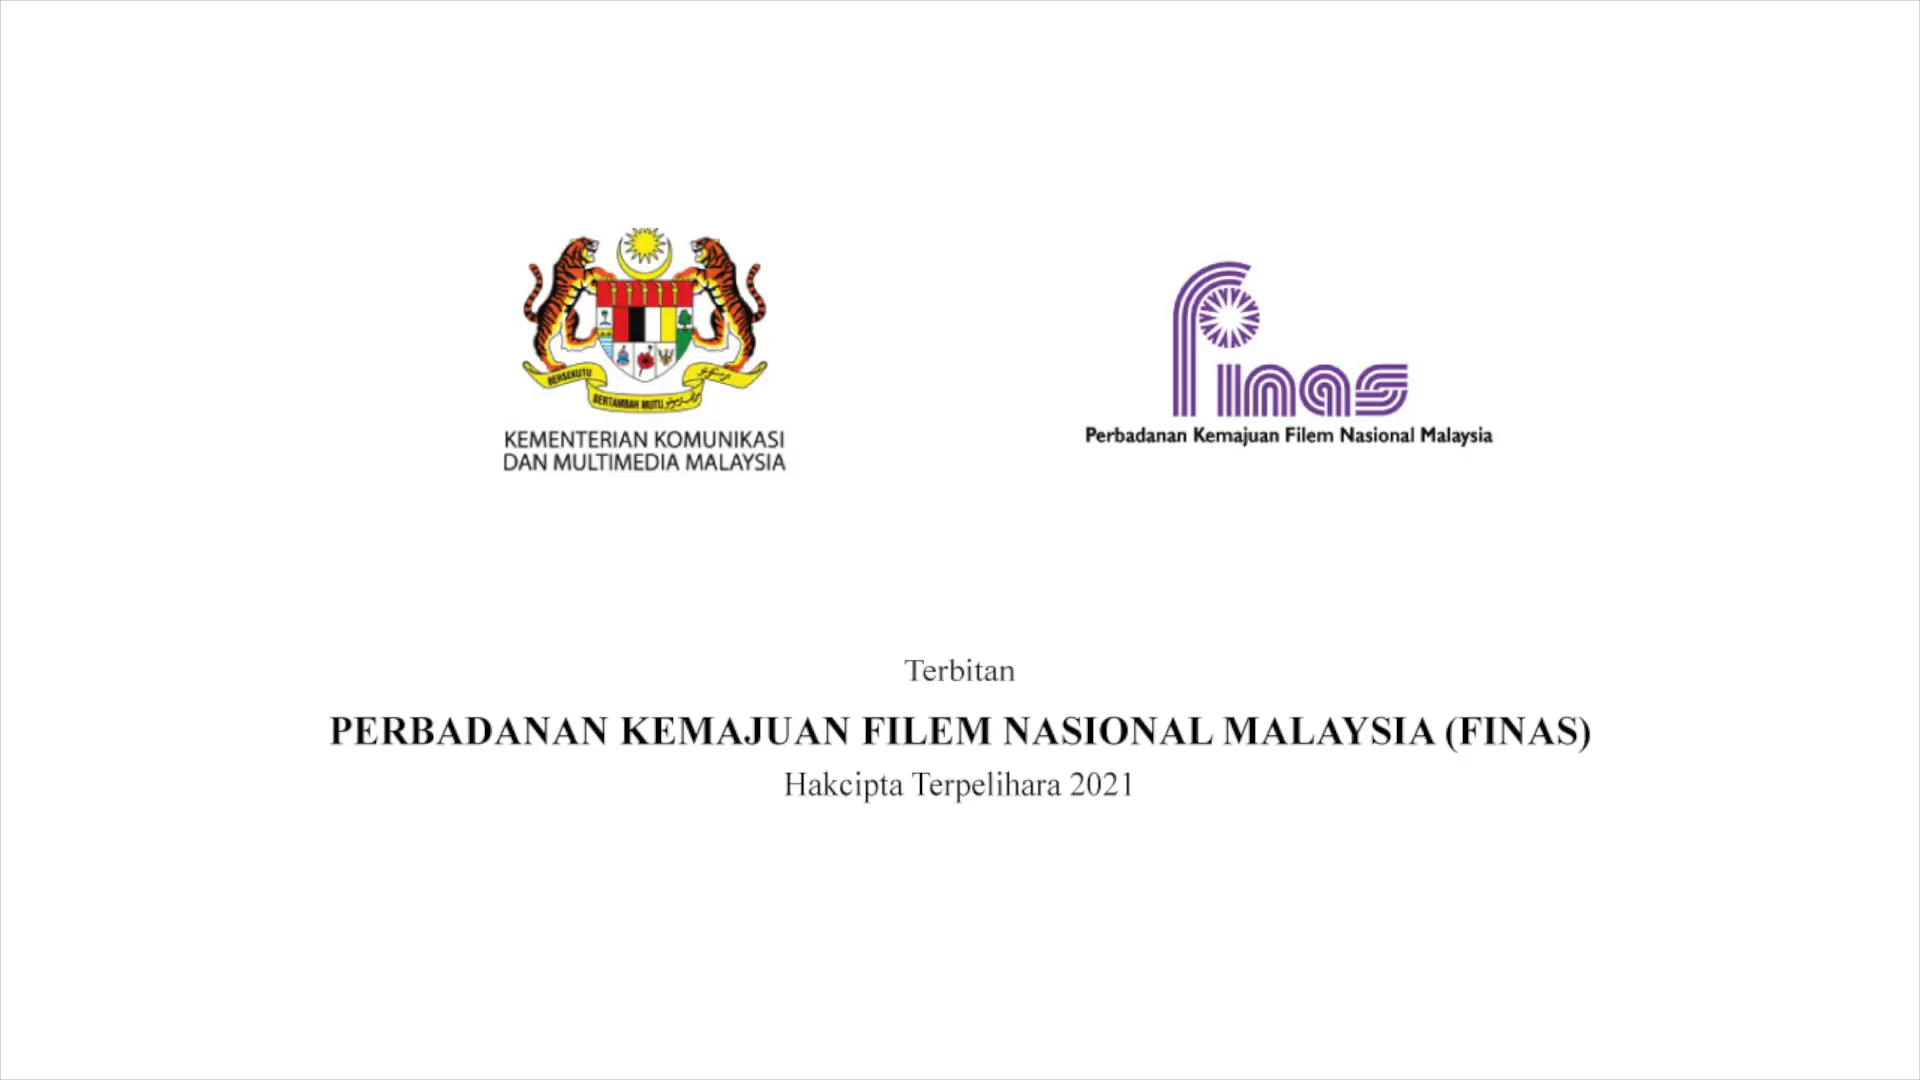 BERSEKUTU
BERTAMBAH MUTU
KEMENTERIAN KOMUNIKASI
DAN MULTIMEDIA MALAYSIA
Finas
Perbadanan Kemajuan Filem Nasional Malaysia
Terbitan
PERBADANAN KEMAJUAN FILEM NASIONAL MALAYSIA (FINAS)
Hakcipta Terpelihara 2021